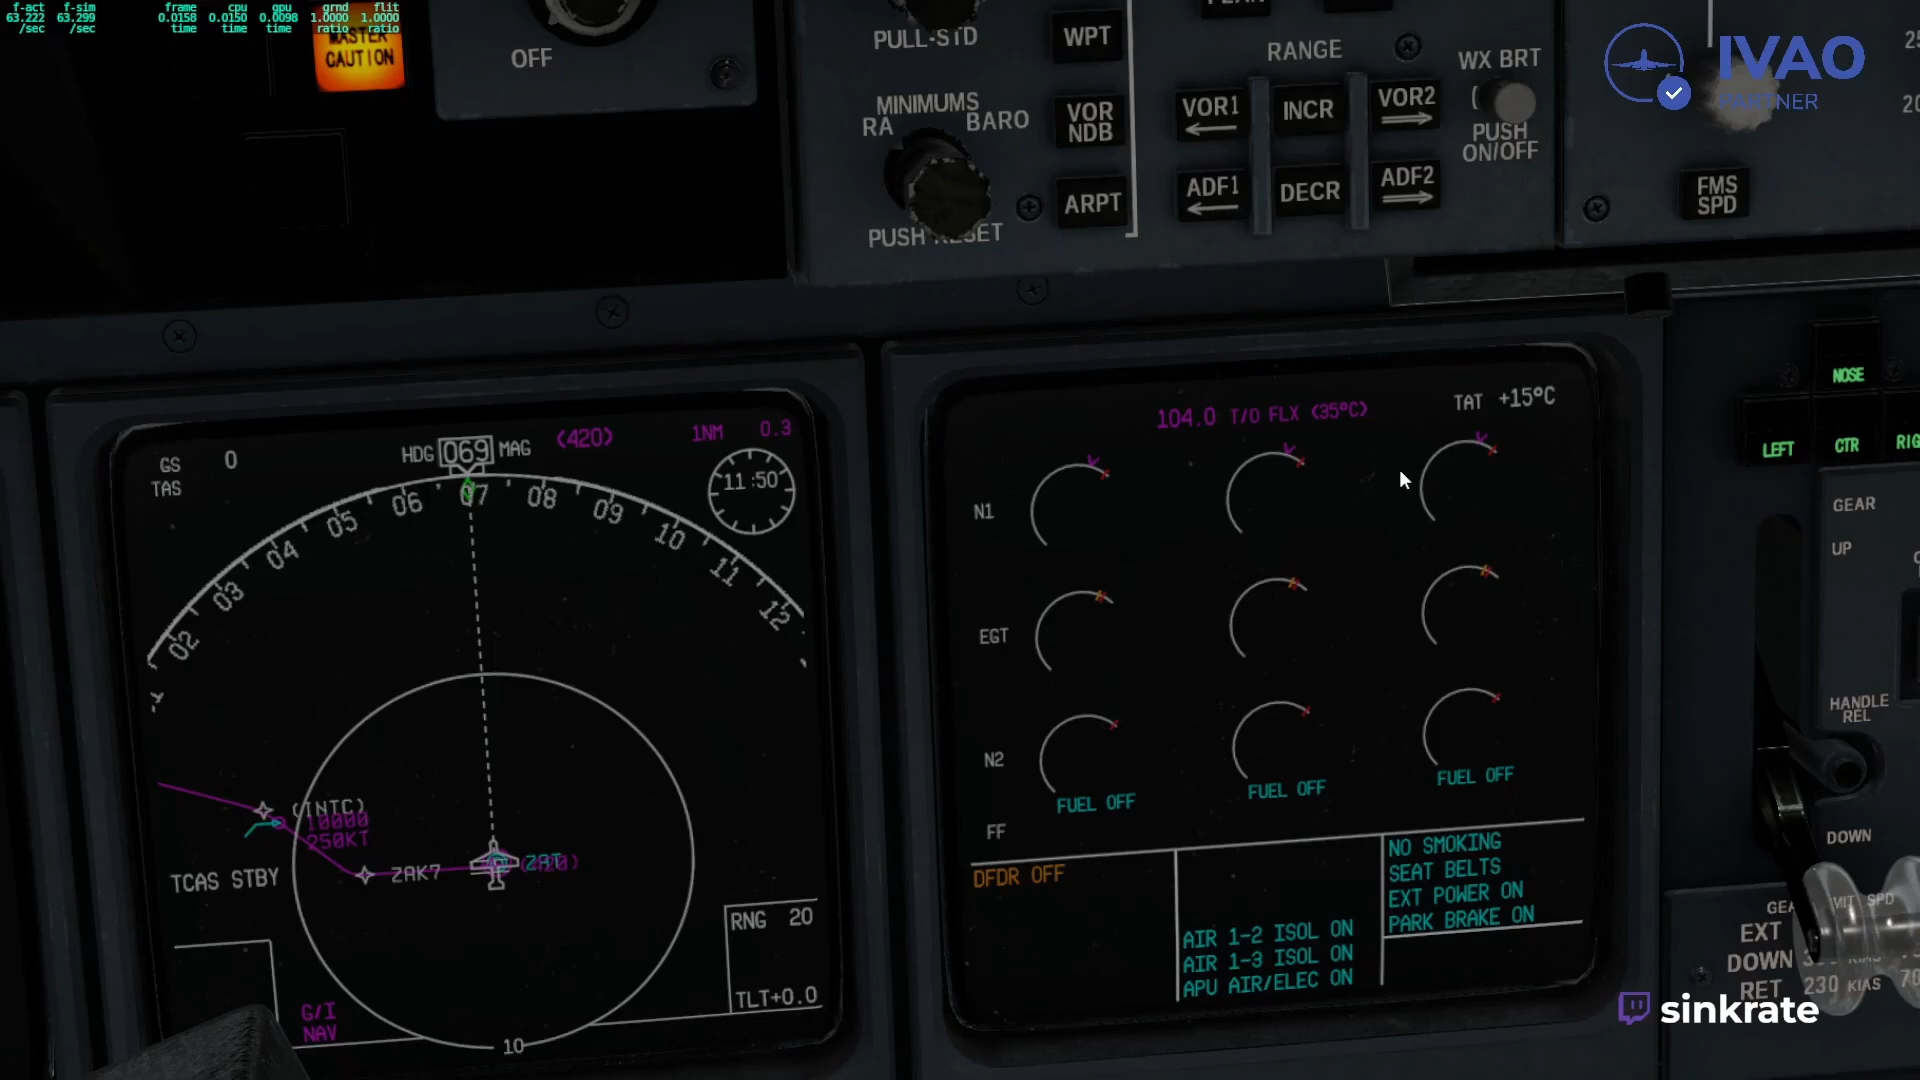 f-act f-sim frame cpu gpu grnd flit
63.222 63.299 0.0158 0.0150 0.0098 1.0000 1.0000
/sec /sec time time time ratio ratio
MASTER
CAUTION
OFF
PULL-STD
MINIMUMS
RA BARO
PUSH RESET
WPT
VOR
NDB
ARPT
RANGE
VOR1
INCR
VOR2
ADF1
DECR
ADF2
WX BRT
PUSH
ON/OFF
IVAO
PARTNER
FMS
SPD
GS 0
TAS
HDG 069 MAG
(420)
1NM 0.3
11:50
02 03 04 05 06 07 08 09 10 11 12
(INTC)
10000
250KT
ZAK7
TCAS STBY
RNG 20
TLT+0.0
G/I
NAV
10
104.0 T/O FLX (35°C)
TAT +15°C
N1
EGT
N2
FUEL OFF FUEL OFF FUEL OFF
FF
DFDR OFF
AIR 1-2 ISOL ON
AIR 1-3 ISOL ON
APU AIR/ELEC ON
NO SMOKING
SEAT BELTS
EXT POWER ON
PARK BRAKE ON
NOSE
LEFT CTR
GEAR
UP
HANDLE
REL
DOWN
EXT
DOWN
RET 230 KIAS
sinkrate